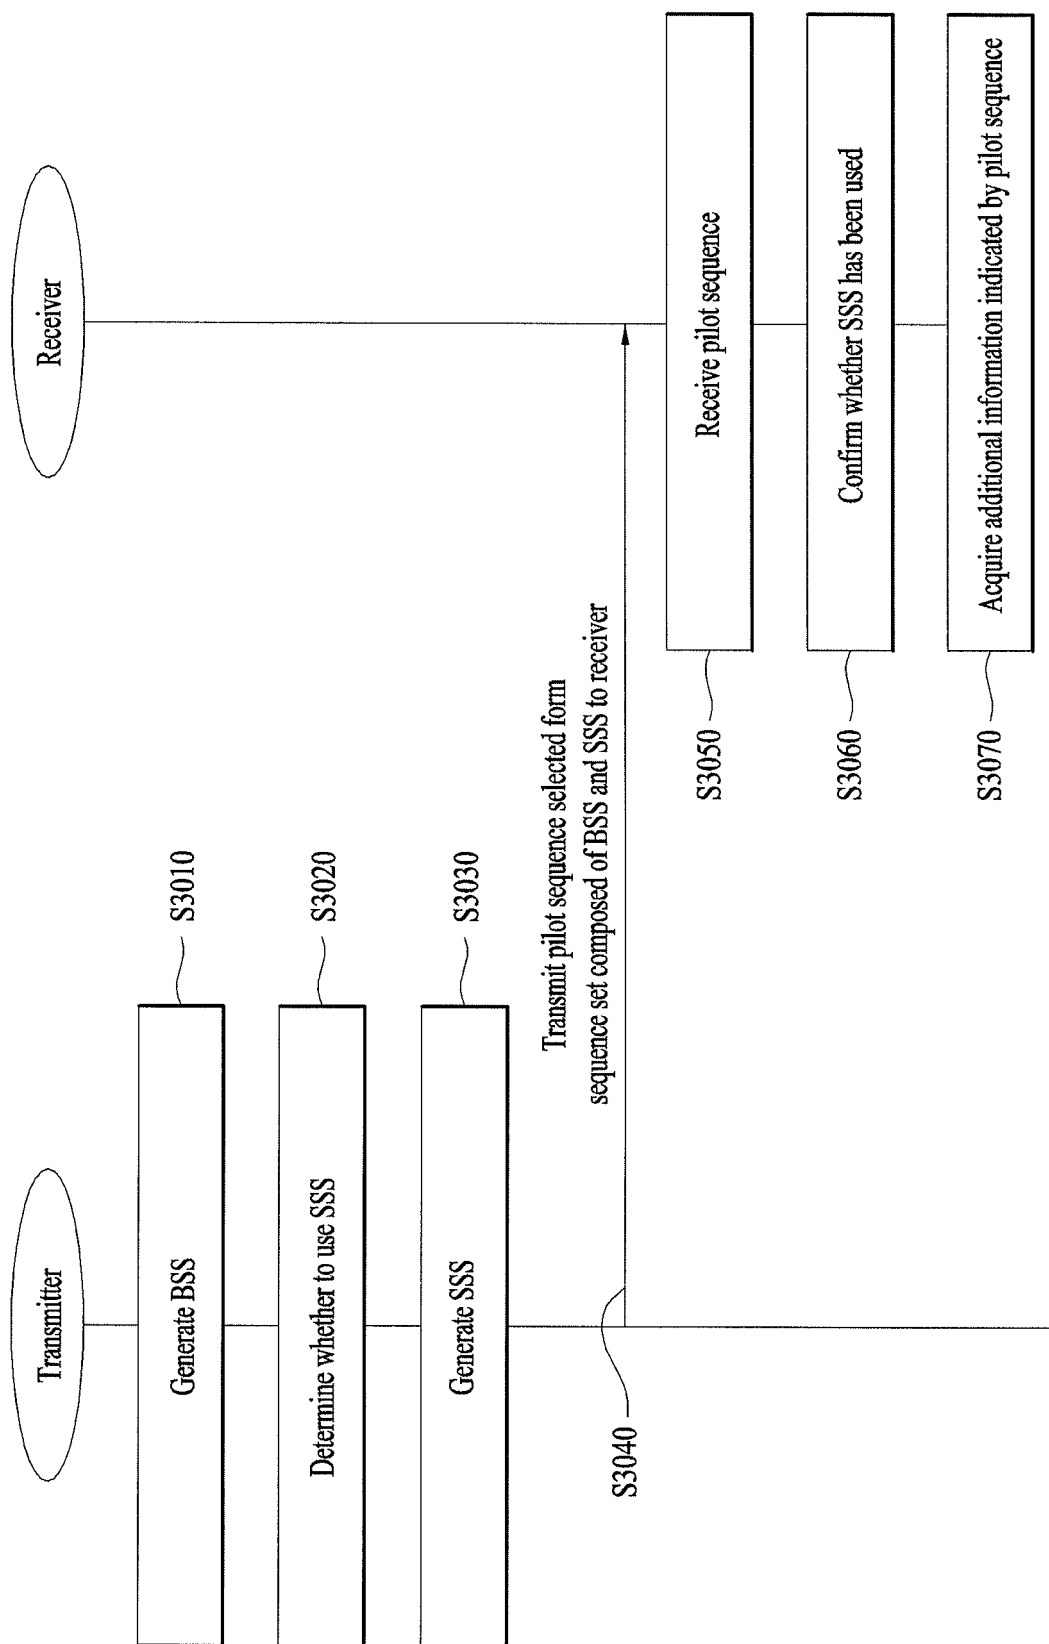 Transmitter
Receiver
Generate BSS
S3010
Determine whether to use SSS
S3020
Generate SSS
S3030
Transmit pilot sequence selected form
sequence set composed of BSS and SSS to receiver
S3040
S3050
Receive pilot sequence
S3060
Confirm whether SSS has been used
S3070
Acquire additional information indicated by pilot sequence